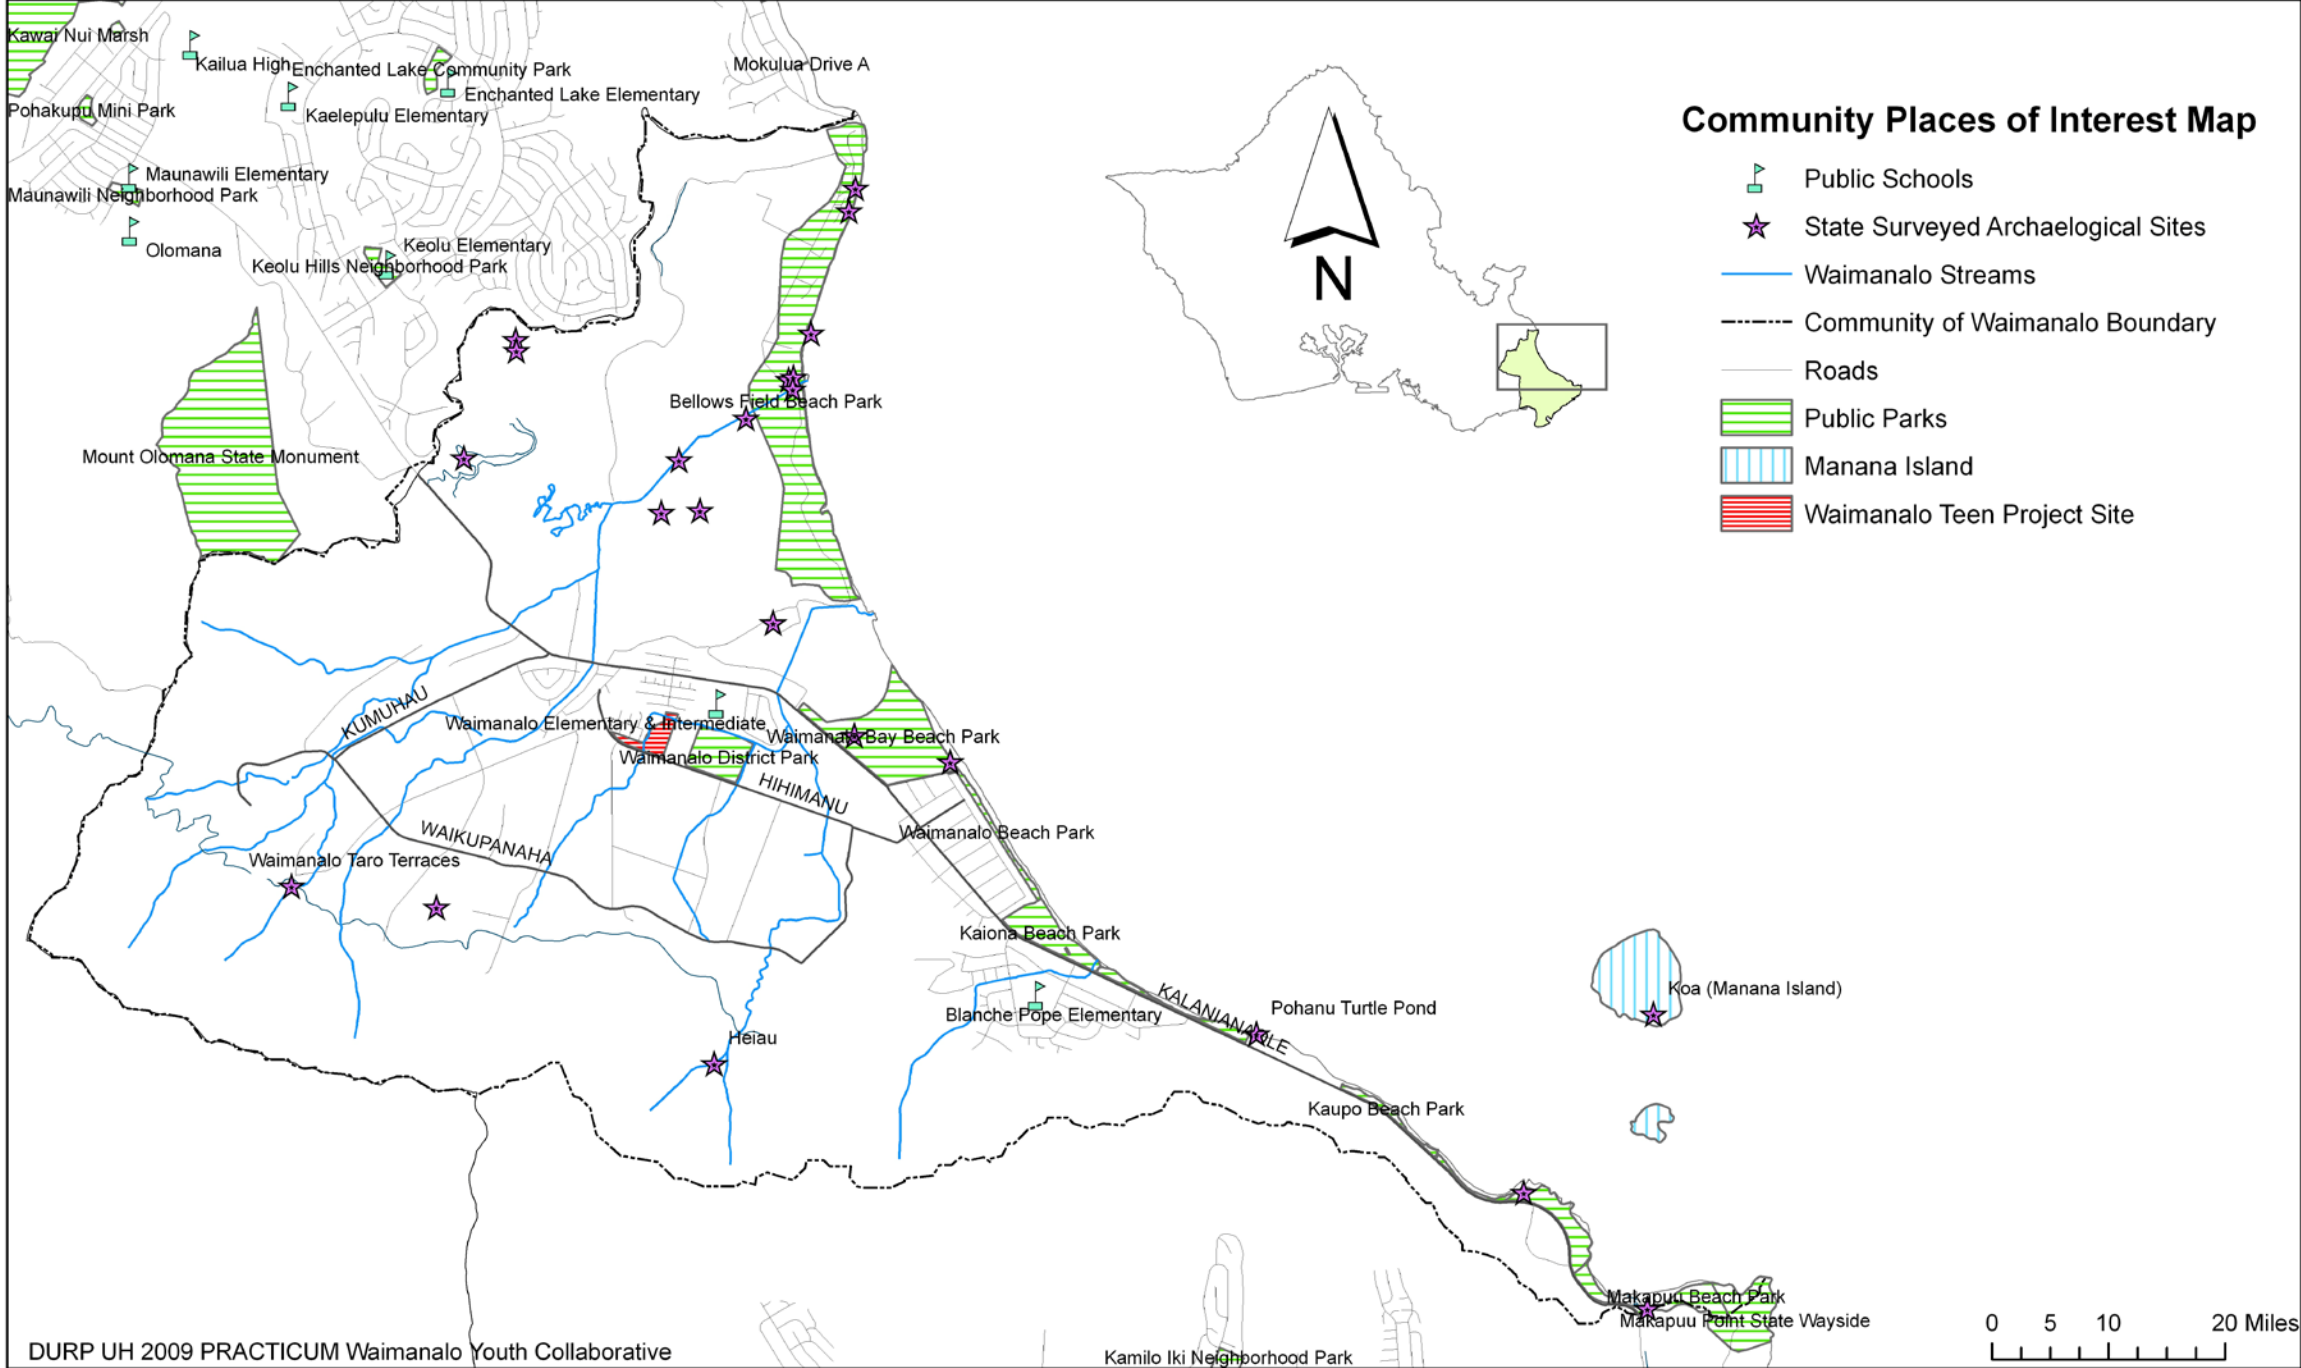 Kawai Nui Marsh
Kailua High
Enchanted Lake Community Park
Mokulua Drive A
Enchanted Lake Elementary
Pohakupu Mini Park
Kaelepulu Elementary
Maunawili Elementary
Maunawili Neighborhood Park
Olomana
Keolu Elementary
Keolu Hills Neighborhood Park
Bellows Field Beach Park
Mount Olomana State Monument
KUMUHAU
Waimanalo Elementary & Intermediate
Waimanalo Bay Beach Park
Waimanalo District Park
HIHIMANU
WAIKUPANAHA
Waimanalo Beach Park
Waimanalo Taro Terraces
Kaiona Beach Park
KALANIANAOLE
Koa (Manana Island)
Pohanu Turtle Pond
Blanche Pope Elementary
Heiau
Kaupo Beach Park
Makapuu Beach Park
Makapuu Point State Wayside
Kamilo Iki Neighborhood Park
N
Community Places of Interest Map
Public Schools
State Surveyed Archaelogical Sites
Waimanalo Streams
Community of Waimanalo Boundary
Roads
Public Parks
Manana Island
Waimanalo Teen Project Site
0 5 10 20 Miles
DURP UH 2009 PRACTICUM Waimanalo Youth Collaborative